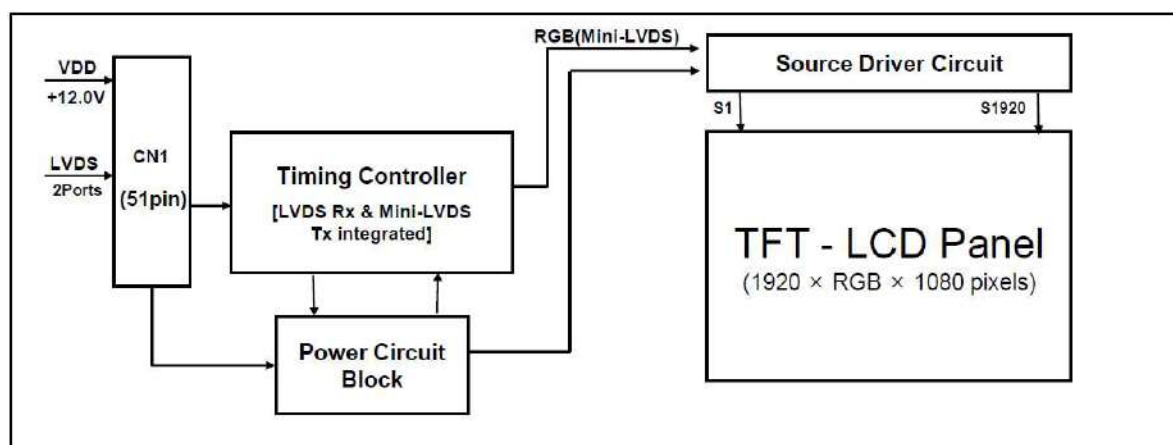 RGB(Mini-LVDS)
VDD
+12.0V
LVDS
2Ports
CN1
(51pin)
Timing Controller
[LVDS Rx & Mini-LVDS
Tx integrated]
Power Circuit
Block
Source Driver Circuit
S1
S1920
TFT - LCD Panel
(1920 × RGB × 1080 pixels)